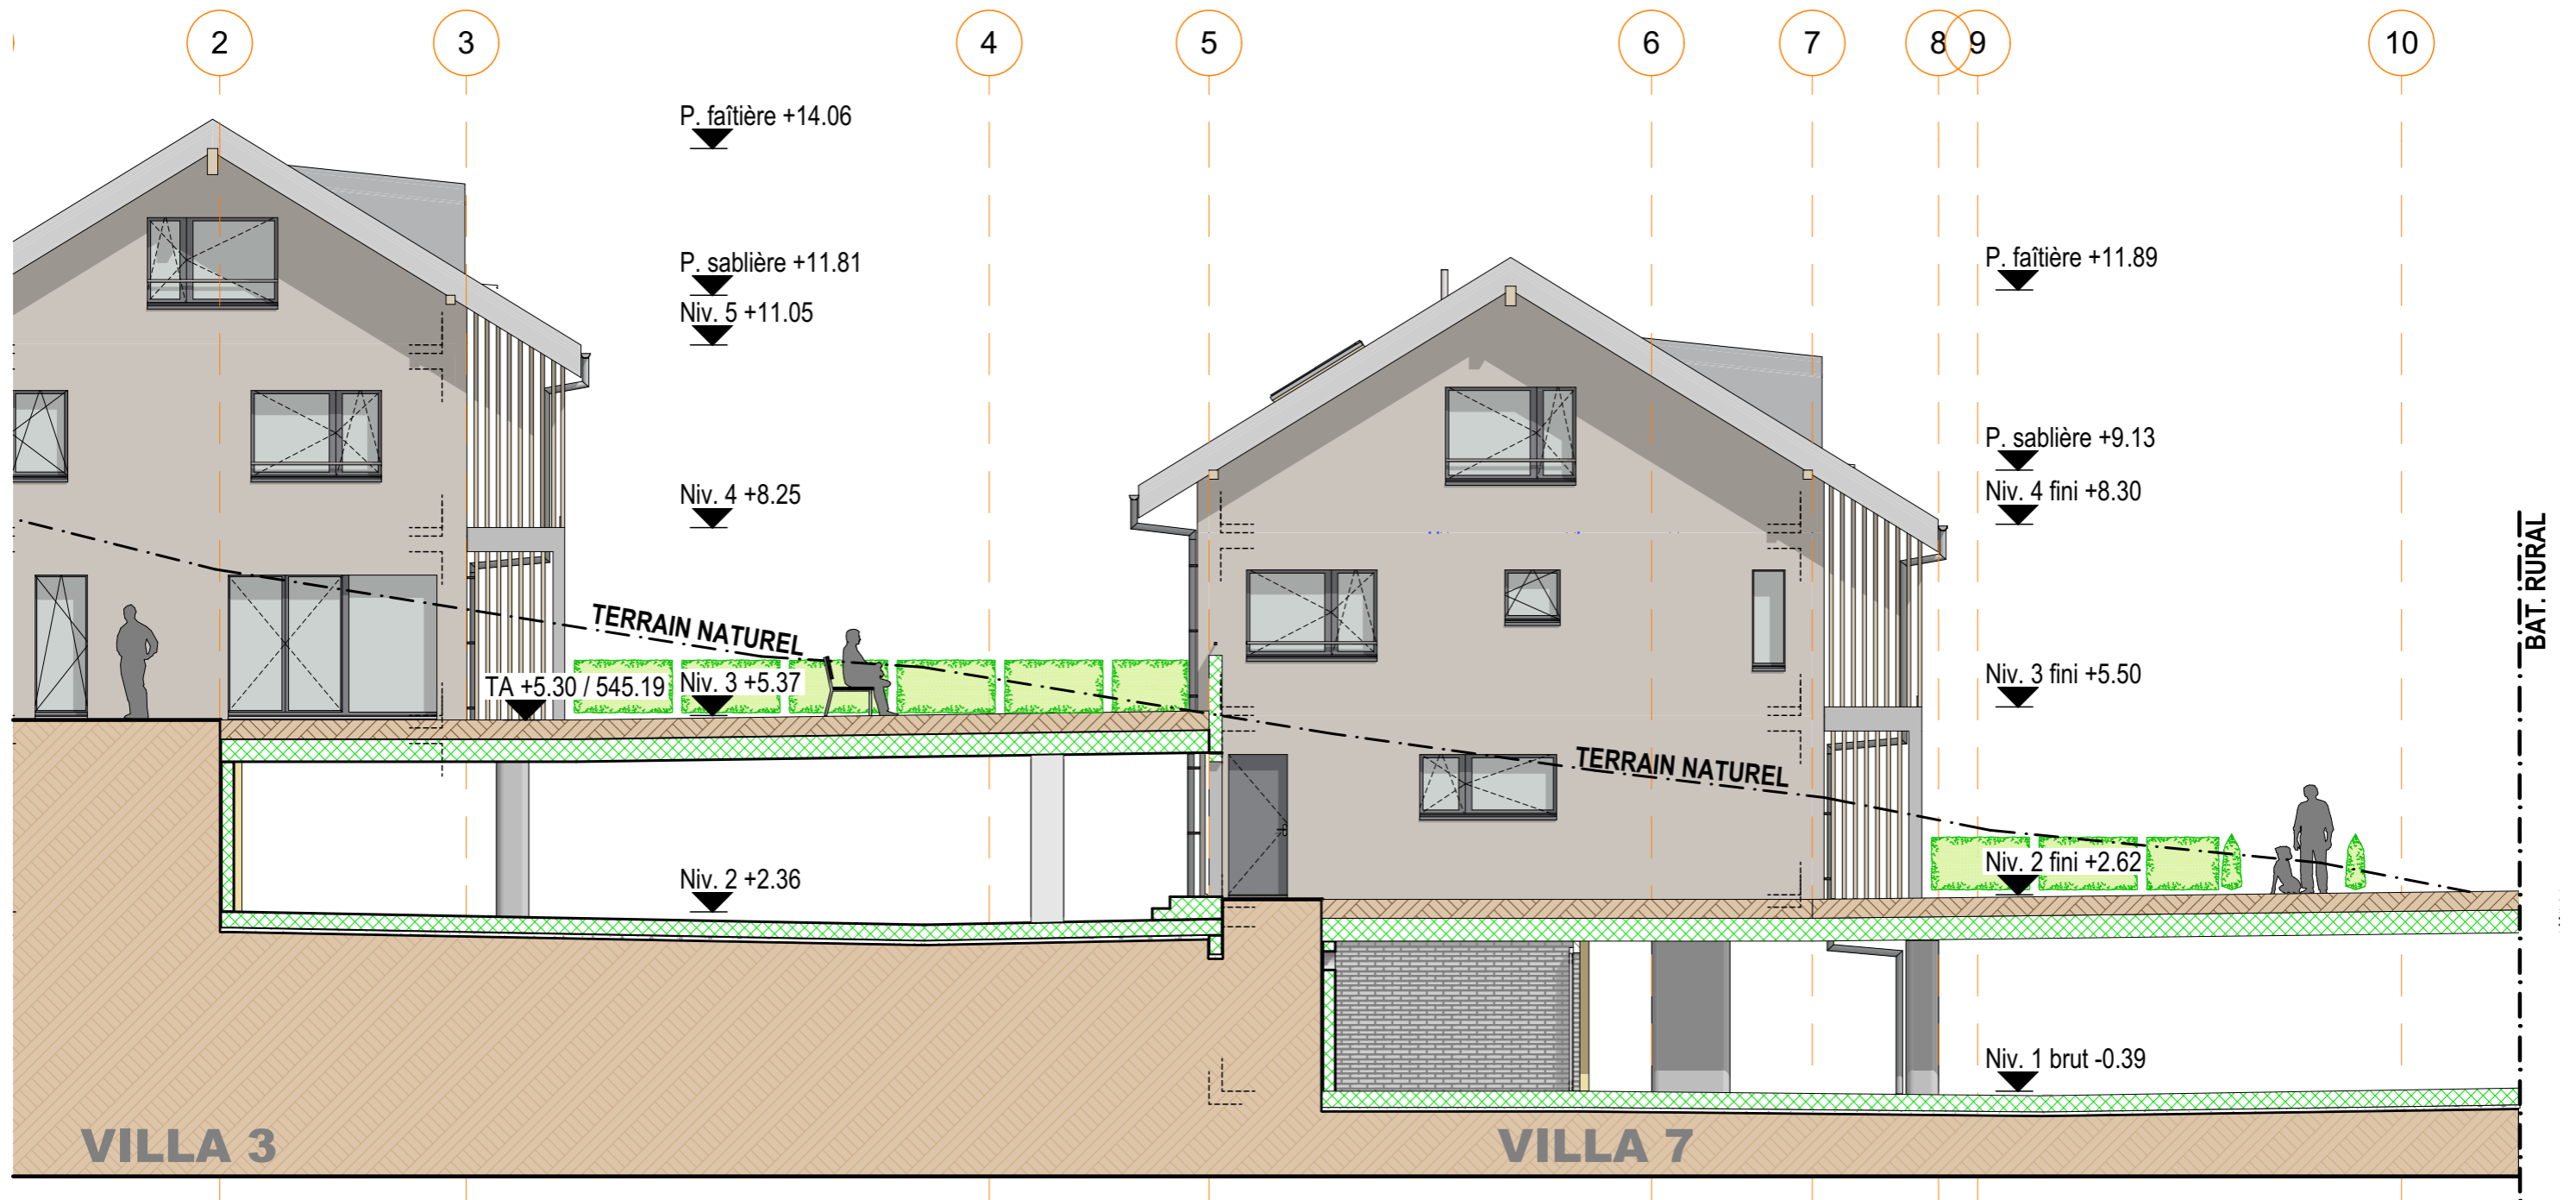 2 3 4 5 6 7 8 9 10
P. faîtière +14.06
P. sablière +11.81
Niv. 5 +11.05
Niv. 4 +8.25
TERRAIN NATUREL
TA +5.30 / 545.19
Niv. 3 +5.37
Niv. 2 +2.36
P. faîtière +11.89
P. sablière +9.13
Niv. 4 fini +8.30
Niv. 3 fini +5.50
TERRAIN NATUREL
Niv. 2 fini +2.62
Niv. 1 brut -0.39
BAT. RURAL
VILLA 3
VILLA 7